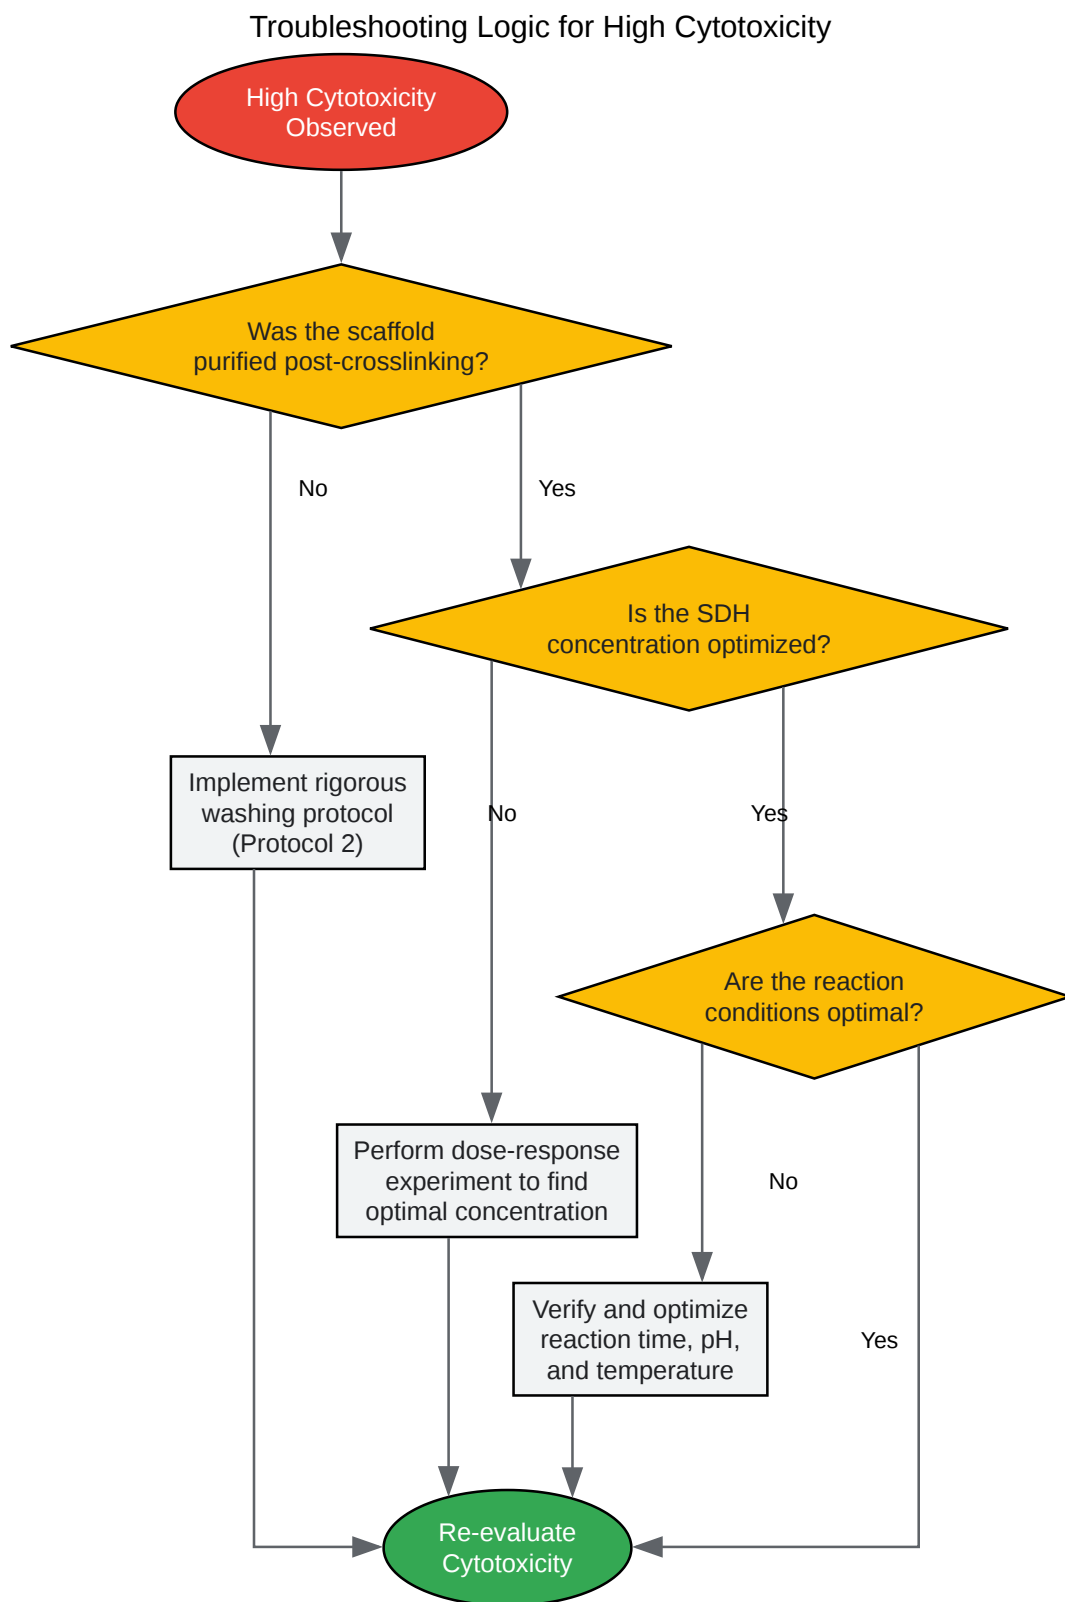 Troubleshooting Logic for High Cytotoxicity
High Cytotoxicity
Observed
Was the scaffold
purified post-crosslinking?
No
Yes
Is the SDH
concentration optimized?
Implement rigorous
washing protocol
(Protocol 2)
No
Yes
Are the reaction
conditions optimal?
Perform dose-response
experiment to find
optimal concentration
No
Verify and optimize
reaction time, pH,
and temperature
Yes
Re-evaluate
Cytotoxicity